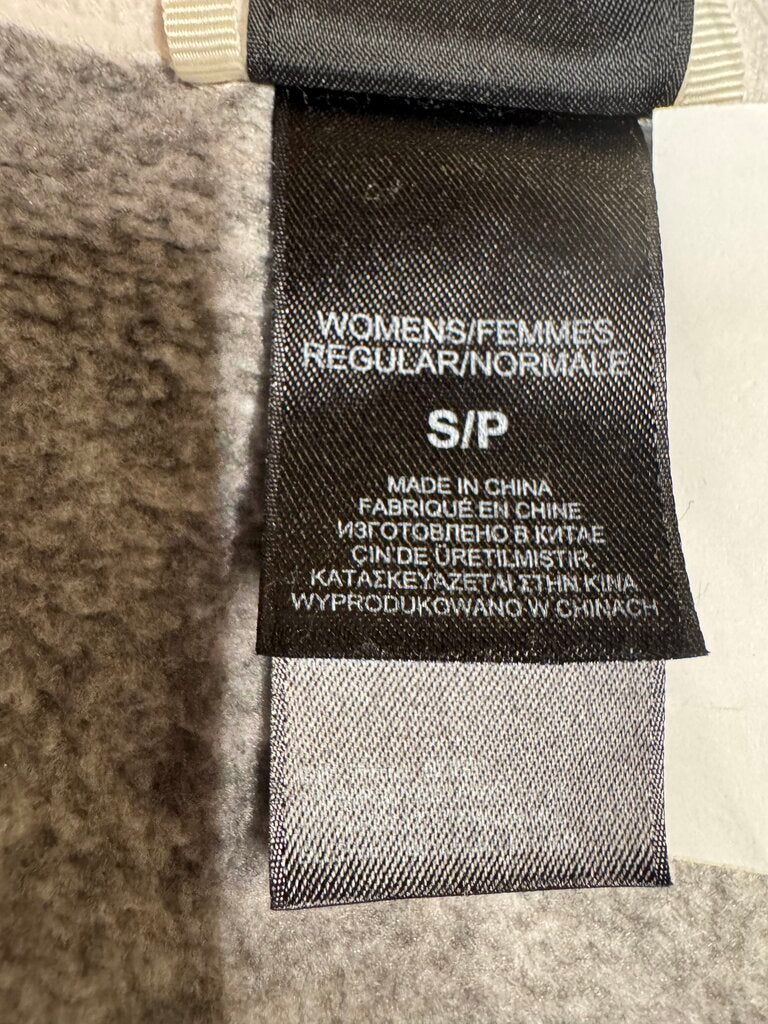 WOMENS/FEMMES
REGULAR/NORMALE
S/P
MADE IN CHINA
FABRIQUÉ EN CHINE
ИЗГОТОВЛЕНО В КИТАЕ
ÇIN'DE ÜRETILMISTIR.
ΚΑΤΑΣΚΕΥΑΖΕΤΑΙ ΣΤΗΝ ΚΙΝΑ
WYPRODUKOWANO W CHINACH